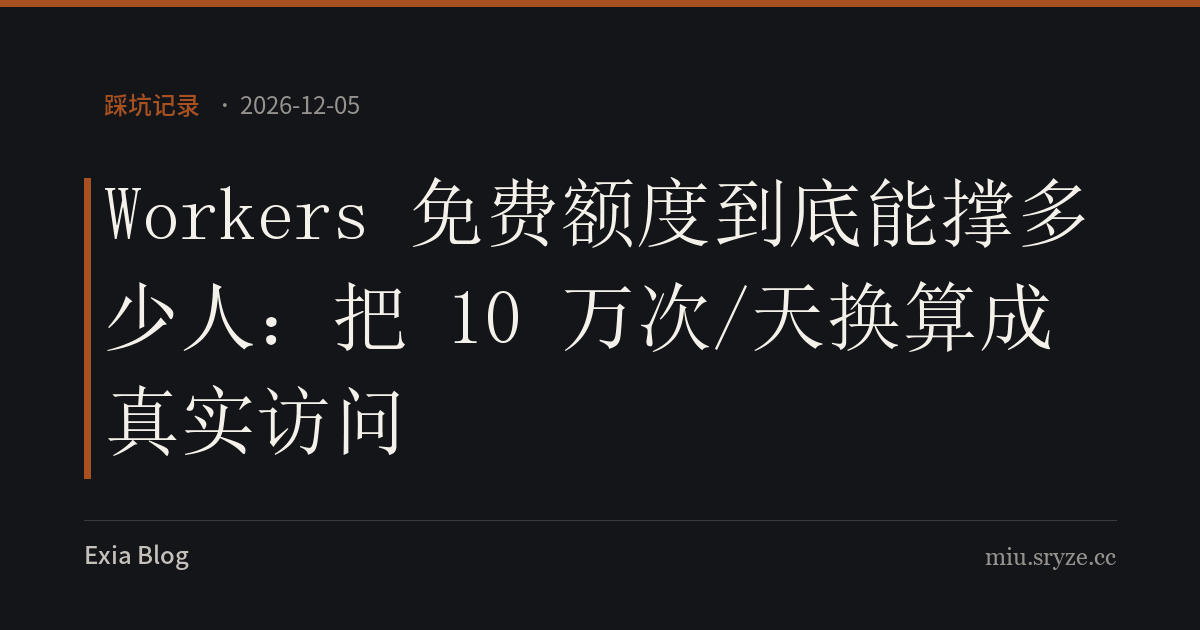 踩坑记录 · 2026-12-05
Workers 免费额度到底能撑多
少人：把 10 万次/天换算成
真实访问
Exia Blog
miu.sryze.cc